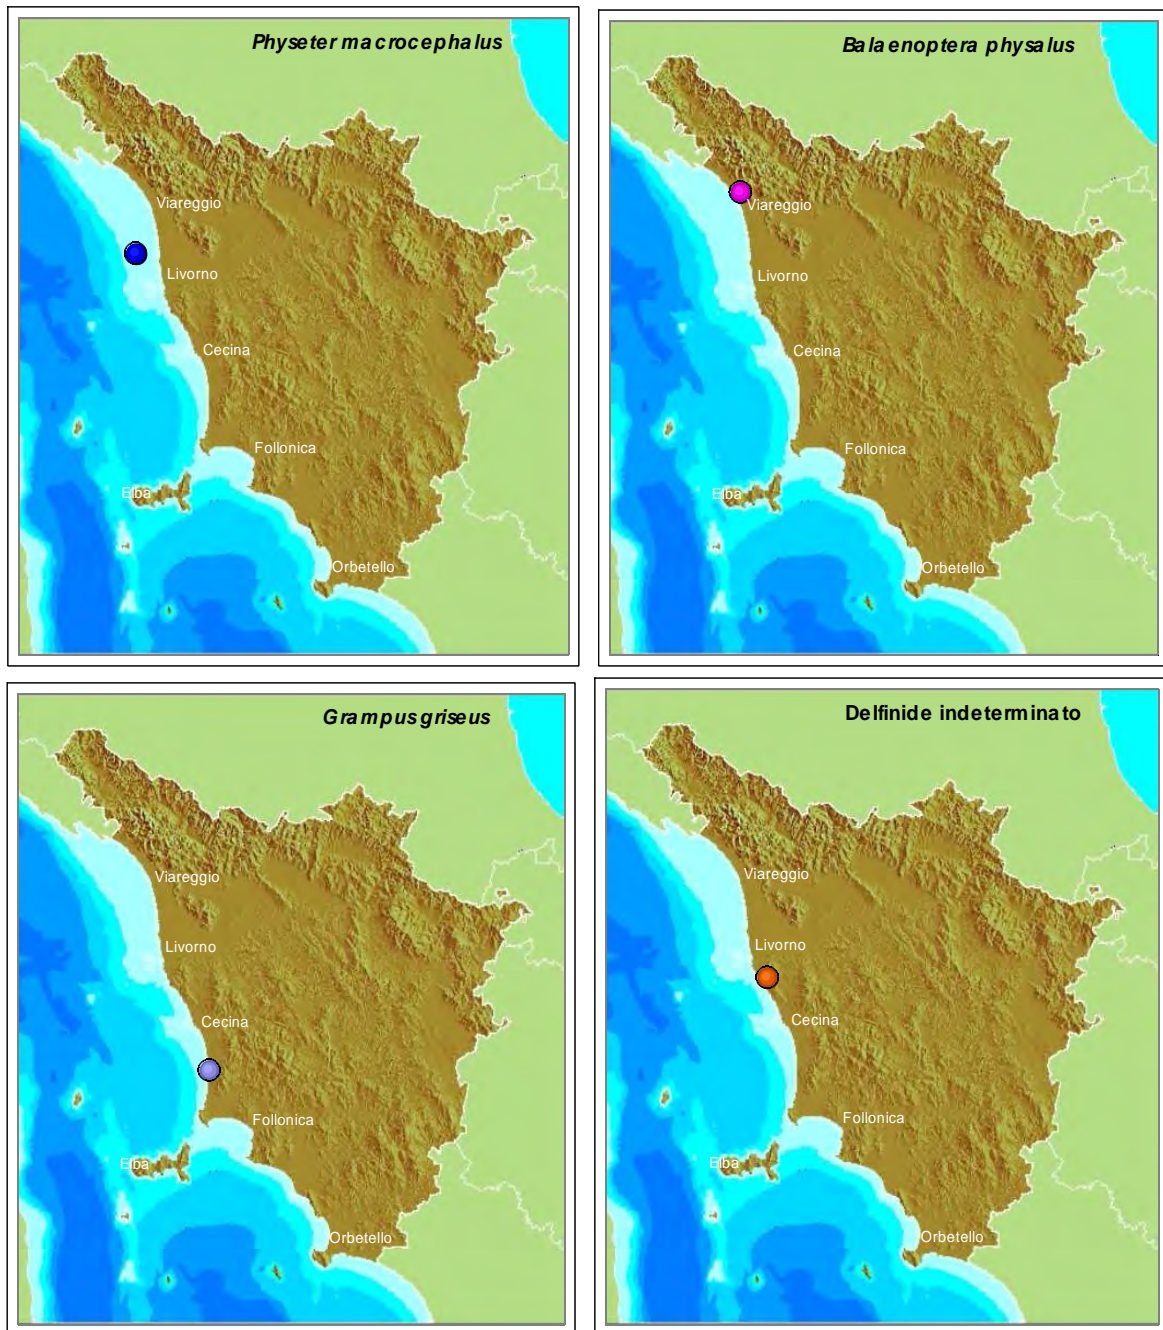 Physeter macrocephalus
Viareggio
Livorno
Cecina
Follonica
Elba
Orbetello
Balaenoptera physalus
Viareggio
Livorno
Cecina
Follonica
Elba
Orbetello
Grampus griseus
Viareggio
Livorno
Cecina
Follonica
Elba
Orbetello
Delfinide indeterminato
Viareggio
Livorno
Cecina
Follonica
Elba
Orbetello